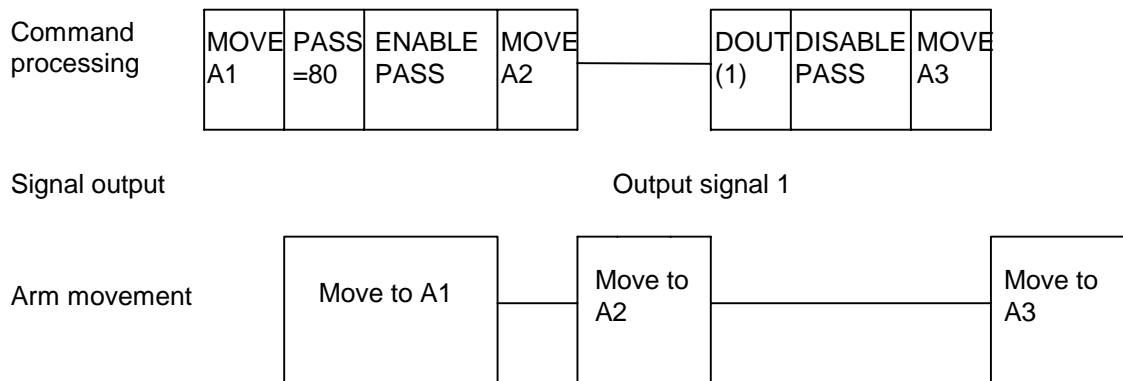 Command
processing
MOVE
A1
PASS
=80
ENABLE
PASS
MOVE
A2
DOUT
(1)
DISABLE
PASS
MOVE
A3
Signal output
Output signal 1
Arm movement
Move to A1
Move to
A2
Move to
A3